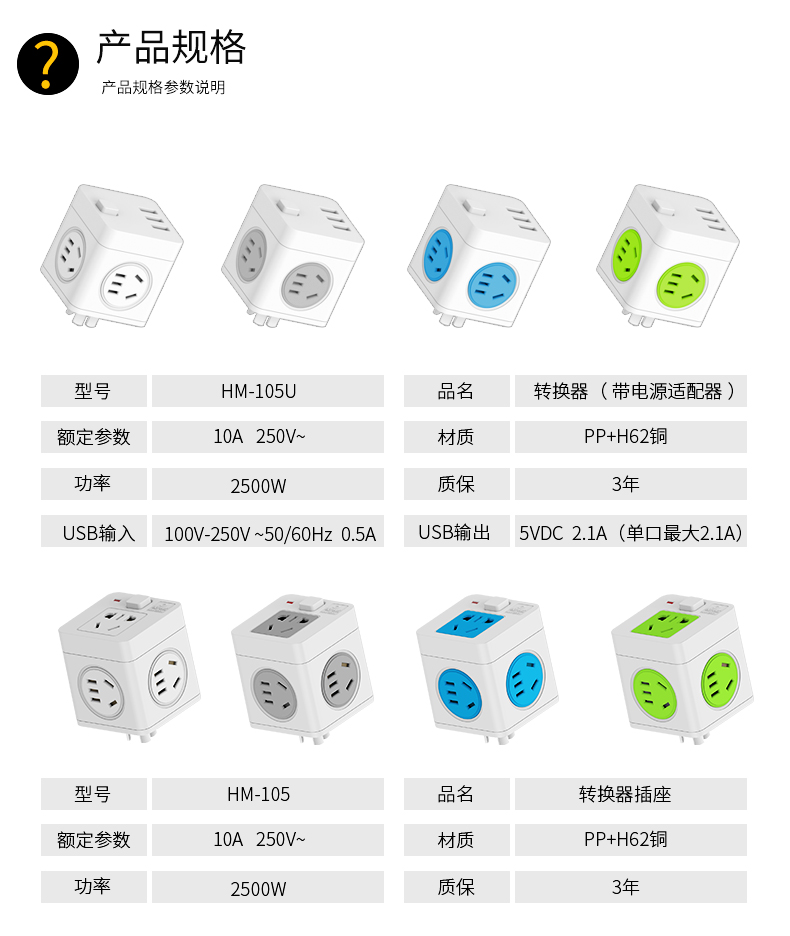 ?
产品规格
产品规格参数说明
型号 HM-105U 品名 转换器（带电源适配器）
额定参数 10A 250V~ 材质 PP+H62铜
功率 2500W 质保 3年
USB输入 100V-250V ~50/60Hz 0.5A USB输出 5VDC 2.1A（单口最大2.1A）
型号 HM-105 品名 转换器插座
额定参数 10A 250V~ 材质 PP+H62铜
功率 2500W 质保 3年